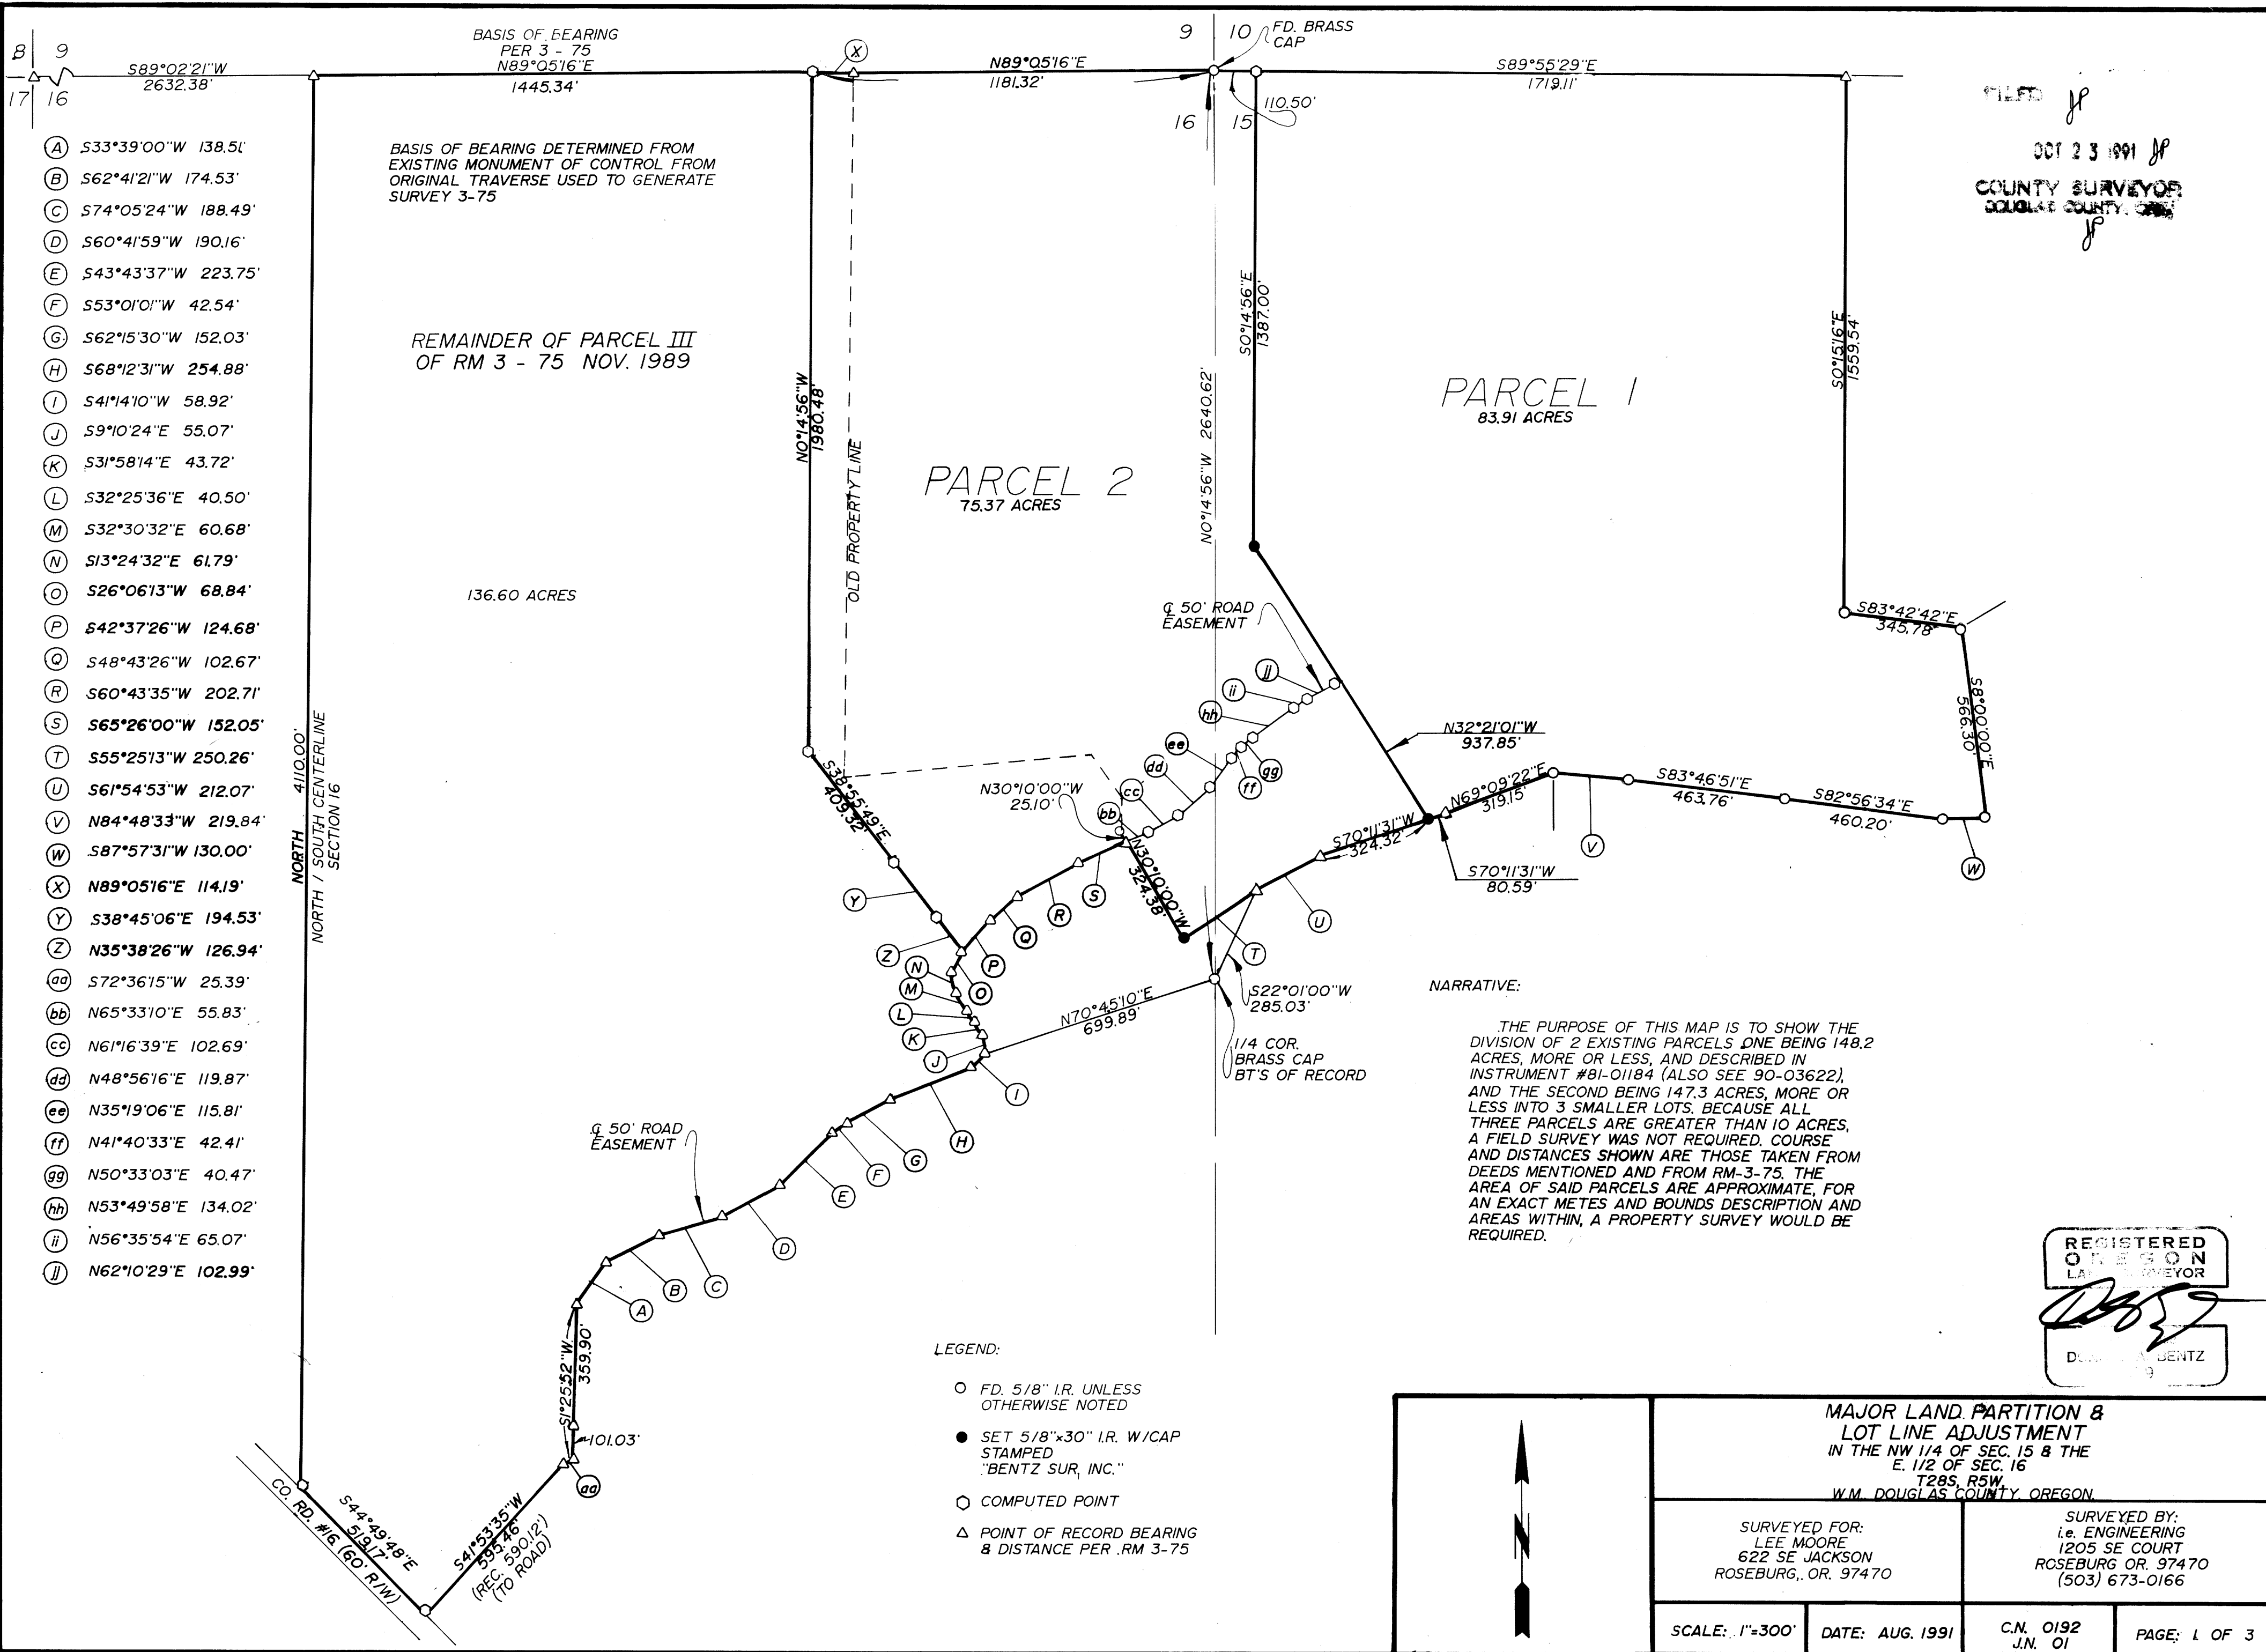 8 9
17 16
S89°02'21"W
2632.38'
BASIS OF BEARING
PER 3 - 75
N89°05'16"E
1445.34'
X
N89°05'16"E
1181.32'
9 10
FD. BRASS
CAP
16 15
110.50'
S89°55'29"E
1719.11'
FILED JP
OCT 23 1991 JP
COUNTY SURVEYOR
DOUGLAS COUNTY,
JP
A S33°39'00"W 138.51'
B S62°41'21"W 174.53'
C S74°05'24"W 188.49'
D S60°41'59"W 190.16'
E S43°43'37"W 223.75'
F S53°01'01"W 42.54'
G S62°15'30"W 152.03'
H S68°12'31"W 254.88'
I S41°14'10"W 58.92'
J S9°10'24"E 55.07'
K S31°58'14"E 43.72'
L S32°25'36"E 40.50'
M S32°30'32"E 60.68'
N S13°24'32"E 61.79'
O S26°06'13"W 68.84'
P S42°37'26"W 124.68'
Q S48°43'26"W 102.67'
R S60°43'35"W 202.71'
S S65°26'00"W 152.05'
T S55°25'13"W 250.26'
U S61°54'53"W 212.07'
V N84°48'33"W 219.84'
W S87°57'31"W 130.00'
X N89°05'16"E 114.19'
Y S38°45'06"E 194.53'
Z N35°38'26"W 126.94'
aa S72°36'15"W 25.39'
bb N65°33'10"E 55.83'
cc N61°16'39"E 102.69'
dd N48°56'16"E 119.87'
ee N35°19'06"E 115.81'
ff N41°40'33"E 42.41'
gg N50°33'03"E 40.47'
hh N53°49'58"E 134.02'
ii N56°35'54"E 65.07'
jj N62°10'29"E 102.99'
BASIS OF BEARING DETERMINED FROM
EXISTING MONUMENT OF CONTROL FROM
ORIGINAL TRAVERSE USED TO GENERATE
SURVEY 3-75
REMAINDER OF PARCEL III
OF RM 3 - 75 NOV. 1989
136.60 ACRES
NORTH 4110.00'
NORTH / SOUTH CENTERLINE
SECTION 16
N0°14'56"W
1980.48'
OLD PROPERTY LINE
PARCEL 2
75.37 ACRES
N0°14'56"W 2640.62'
S0°14'56"E
1387.00'
PARCEL 1
83.91 ACRES
S0°15'16"E
1559.54'
S83°42'42"E
345.78'
S8°00'00"E
566.30'
℄ 50' ROAD
EASEMENT
jj
ii
hh
ee
gg
dd
ff
cc
bb
N30°10'00"W
25.10'
N32°21'01"W
937.85'
N69°09'22"E
319.15'
S83°46'51"E
463.76'
S82°56'34"E
460.20'
V
W
S70°11'31"W
324.32'
S70°11'31"W
80.59'
S38°55'49"E
409.32'
Y
S
R
Q
Z
P
O
N
M
L
K
J
I
N30°10'00"W
324.38'
U
T
N70°45'10"E
699.89'
S22°01'00"W
285.03'
1/4 COR.
BRASS CAP
BT'S OF RECORD
H
G
F
E
D
C
B
A
℄ 50' ROAD
EASEMENT
S1°25'52"W
359.90'
101.03'
aa
S41°53'35"W
595.46'
(REC. 590.12')
(TO ROAD)
S44°49'48"E
519.17'
CO. RD. #16 (60' R/W)
NARRATIVE:
THE PURPOSE OF THIS MAP IS TO SHOW THE
DIVISION OF 2 EXISTING PARCELS ONE BEING 148.2
ACRES, MORE OR LESS, AND DESCRIBED IN
INSTRUMENT #81-01184 (ALSO SEE 90-03622),
AND THE SECOND BEING 147.3 ACRES, MORE OR
LESS INTO 3 SMALLER LOTS. BECAUSE ALL
THREE PARCELS ARE GREATER THAN 10 ACRES,
A FIELD SURVEY WAS NOT REQUIRED. COURSE
AND DISTANCES SHOWN ARE THOSE TAKEN FROM
DEEDS MENTIONED AND FROM RM-3-75. THE
AREA OF SAID PARCELS ARE APPROXIMATE, FOR
AN EXACT METES AND BOUNDS DESCRIPTION AND
AREAS WITHIN, A PROPERTY SURVEY WOULD BE
REQUIRED.
LEGEND:
FD. 5/8" I.R. UNLESS
OTHERWISE NOTED
SET 5/8"x30" I.R. W/CAP
STAMPED
"BENTZ SUR, INC."
COMPUTED POINT
POINT OF RECORD BEARING
& DISTANCE PER RM 3-75
REGISTERED
OREGON
LAND SURVEYOR
BENTZ
N
MAJOR LAND PARTITION &
LOT LINE ADJUSTMENT
IN THE NW 1/4 OF SEC. 15 & THE
E. 1/2 OF SEC. 16
T28S, R5W,
W.M. DOUGLAS COUNTY, OREGON.
SURVEYED FOR:
LEE MOORE
622 SE JACKSON
ROSEBURG, OR. 97470
SURVEYED BY:
i.e. ENGINEERING
1205 SE COURT
ROSEBURG OR. 97470
(503) 673-0166
SCALE: 1"=300'
DATE: AUG. 1991
C.N. 0192
J.N. 01
PAGE: 1 OF 3